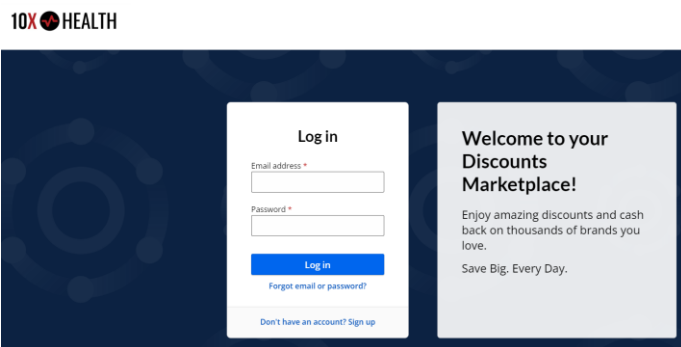 10X HEALTH
Log in
Email address *
Password *
Log in
Forgot email or password?
Don't have an account? Sign up
Welcome to your
Discounts
Marketplace!
Enjoy amazing discounts and cash
back on thousands of brands you
love.
Save Big. Every Day.